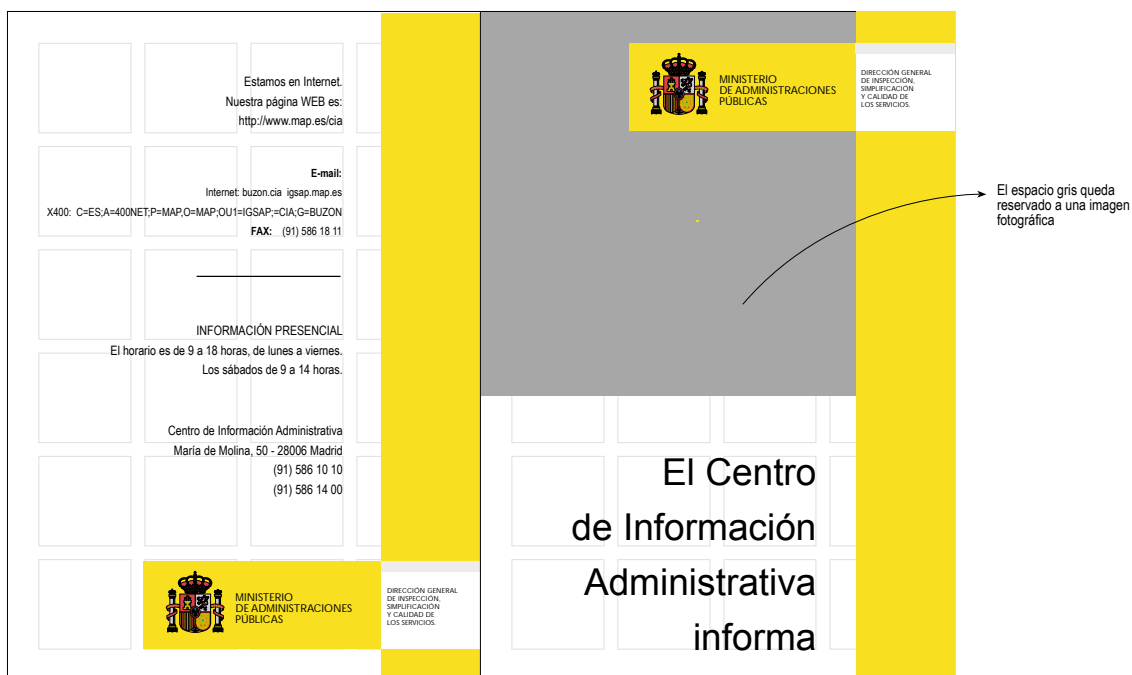 Estamos en Internet.
Nuestra página WEB es:
http://www.map.es/cia
E-mail:
Internet: buzon.cia igsap.map.es
X400: C=ES;A=400NET;P=MAP,O=MAP;OU1=IGSAP;=CIA;G=BUZON
FAX: (91) 586 18 11
INFORMACIÓN PRESENCIAL
El horario es de 9 a 18 horas, de lunes a viernes.
Los sábados de 9 a 14 horas.
Centro de Información Administrativa
María de Molina, 50 - 28006 Madrid
(91) 586 10 10
(91) 586 14 00
MINISTERIO
DE ADMINISTRACIONES
PÚBLICAS
DIRECCIÓN GENERAL
DE INSPECCIÓN,
SIMPLIFICACIÓN
Y CALIDAD DE
LOS SERVICIOS.
MINISTERIO
DE ADMINISTRACIONES
PÚBLICAS
DIRECCIÓN GENERAL
DE INSPECCIÓN,
SIMPLIFICACIÓN
Y CALIDAD DE
LOS SERVICIOS.
El Centro
de Información
Administrativa
informa
El espacio gris queda
reservado a una imagen
fotográfica